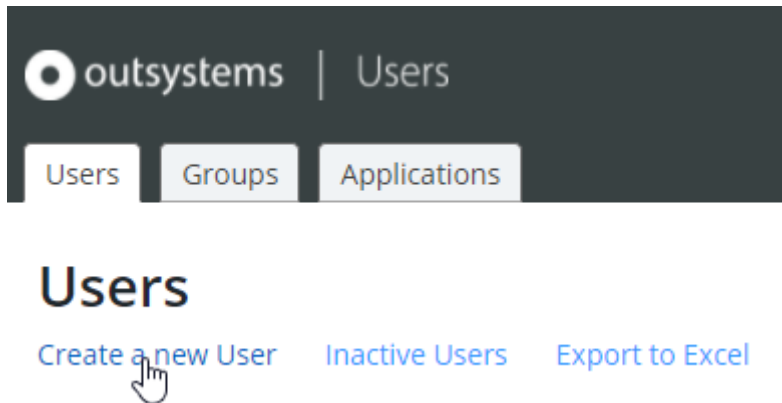 outsystems | Users
Users Groups Applications
Users
Create a new User Inactive Users Export to Excel